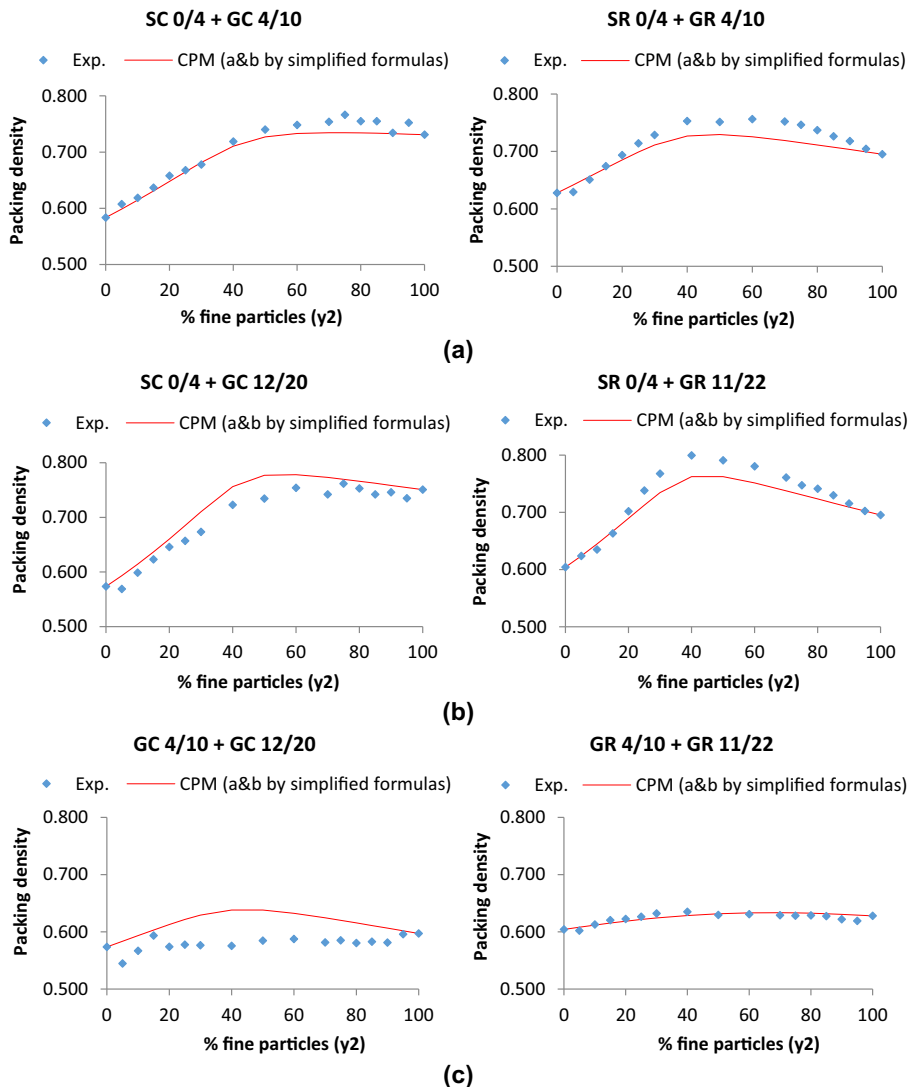 SC 0/4 + GC 4/10
Exp. CPM (a&b by simplified formulas)
Packing density
0.800
0.700
0.600
0.500
0 20 40 60 80 100
% fine particles (y2)
SR 0/4 + GR 4/10
Exp. CPM (a&b by simplified formulas)
Packing density
0.800
0.700
0.600
0.500
0 20 40 60 80 100
% fine particles (y2)
(a)
SC 0/4 + GC 12/20
Exp. CPM (a&b by simplified formulas)
Packing density
0.800
0.700
0.600
0.500
0 20 40 60 80 100
% fine particles (y2)
SR 0/4 + GR 11/22
Exp. CPM (a&b by simplified formulas)
Packing density
0.800
0.700
0.600
0.500
0 20 40 60 80 100
% fine particles (y2)
(b)
GC 4/10 + GC 12/20
Exp. CPM (a&b by simplified formulas)
Packing density
0.800
0.700
0.600
0.500
0 20 40 60 80 100
% fine particles (y2)
GR 4/10 + GR 11/22
Exp. CPM (a&b by simplified formulas)
Packing density
0.800
0.700
0.600
0.500
0 20 40 60 80 100
% fine particles (y2)
(c)